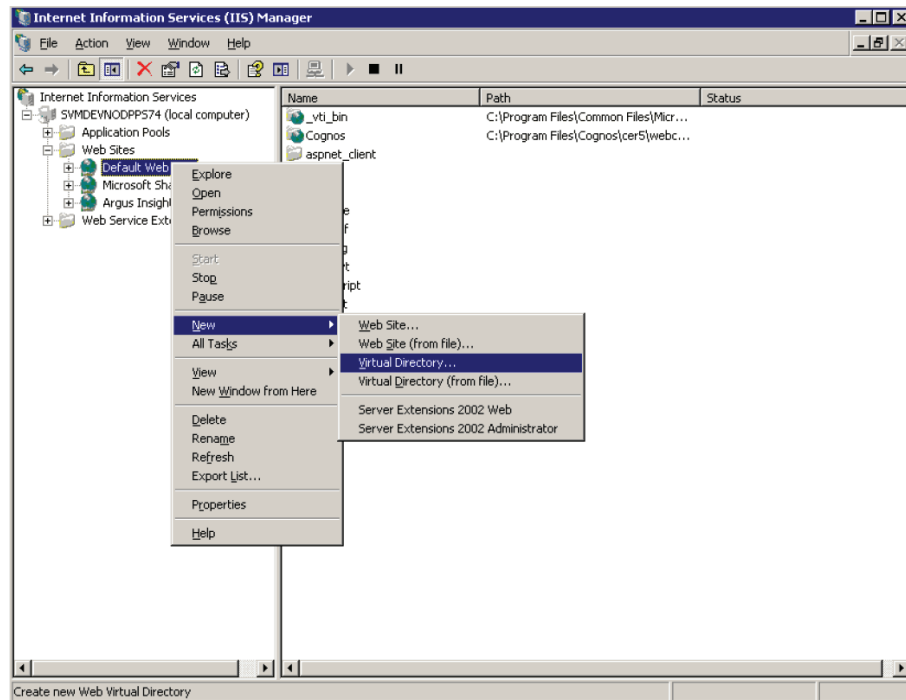 Internet Information Services (IIS) Manager
File Action View Window Help
Internet Information Services
SVMDEVNODPPS74 (local computer)
Application Pools
Web Sites
Default Web
Microsoft Sha
Argus Insigh
Web Service Ext
Name Path Status
_vti_bin C:\Program Files\Common Files\Micr...
Cognos C:\Program Files\Cognos\cer5\webc...
aspnet_client
Explore
Open
Permissions
Browse
Start
Stop
Pause
New
All Tasks
View
New Window from Here
Delete
Rename
Refresh
Export List...
Properties
Help
ript
Web Site...
Web Site (from file)...
Virtual Directory...
Virtual Directory (from file)...
Server Extensions 2002 Web
Server Extensions 2002 Administrator
Create new Web Virtual Directory